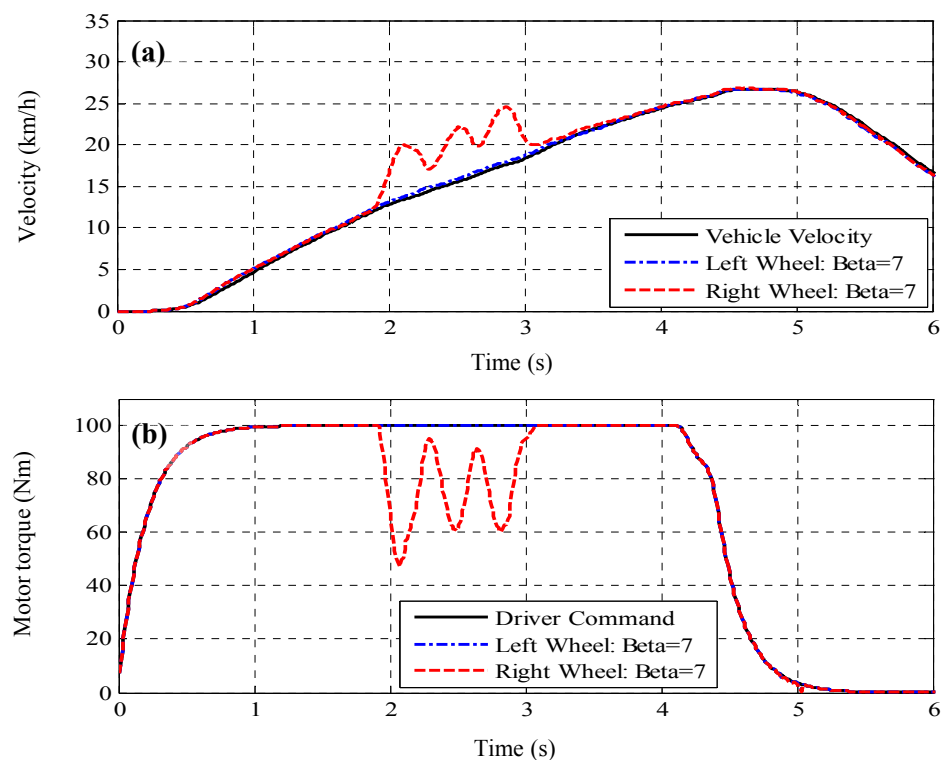 (a)
Velocity (km/h)
35
30
25
20
15
10
5
0
0 1 2 3 4 5 6
Time (s)
Vehicle Velocity
Left Wheel: Beta=7
Right Wheel: Beta=7
(b)
Motor torque (Nm)
100
80
60
40
20
0
0 1 2 3 4 5 6
Time (s)
Driver Command
Left Wheel: Beta=7
Right Wheel: Beta=7